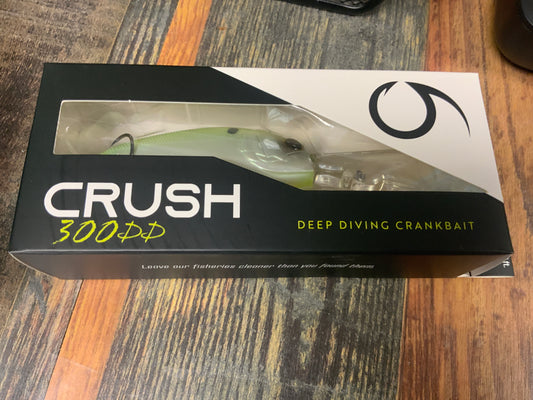 CRUSH
300DD
DEEP DIVING CRANKBAIT
Leave our fisheries cleaner than you found them